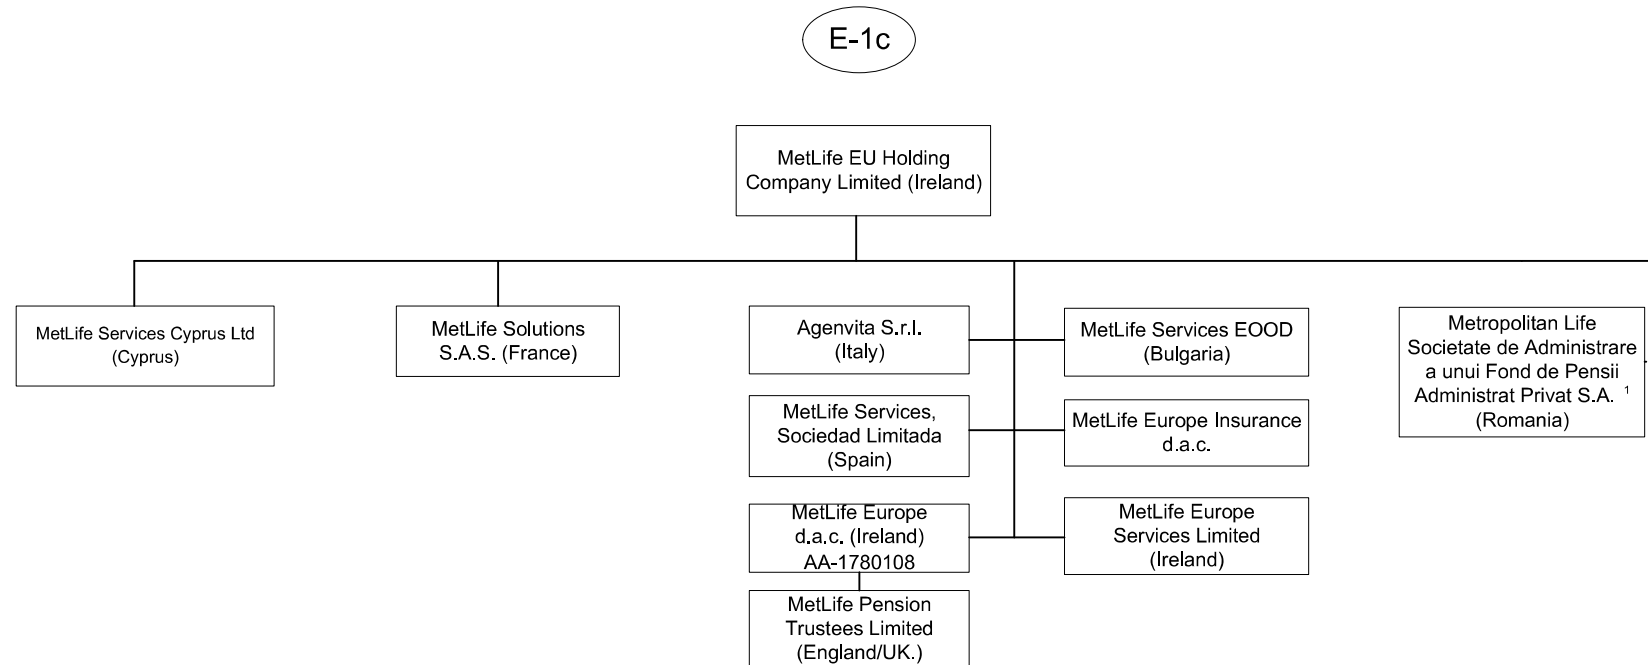 E-1c
MetLife EU Holding
Company Limited (Ireland)
MetLife Services Cyprus Ltd
(Cyprus)
MetLife Solutions
S.A.S. (France)
Agenvita S.r.l.
(Italy)
MetLife Services EOOD
(Bulgaria)
Metropolitan Life
Societate de Administrare
a unui Fond de Pensii
Administrat Privat S.A. ¹
(Romania)
MetLife Services,
Sociedad Limitada
(Spain)
MetLife Europe Insurance
d.a.c.
MetLife Europe
d.a.c. (Ireland)
AA-1780108
MetLife Europe
Services Limited
(Ireland)
MetLife Pension
Trustees Limited
(England/UK.)